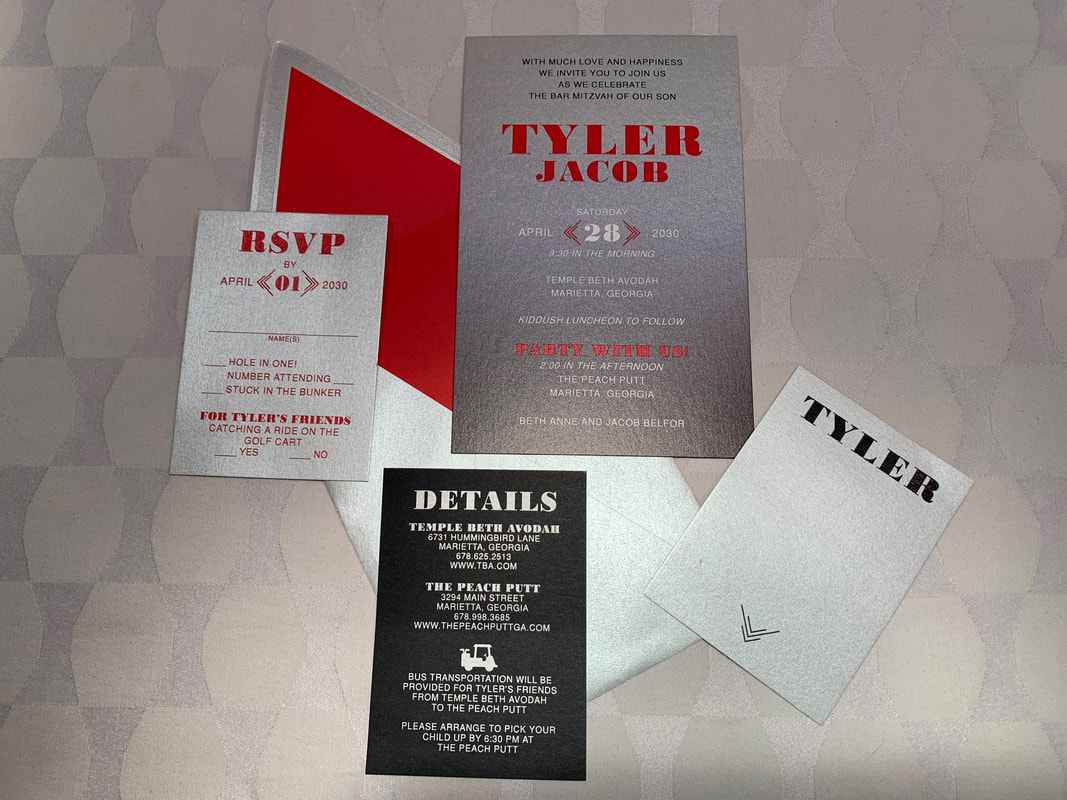 WITH MUCH LOVE AND HAPPINESS
WE INVITE YOU TO JOIN US
AS WE CELEBRATE
THE BAR MITZVAH OF OUR SON
TYLER
JACOB
SATURDAY
APRIL 28 2030
9:30 IN THE MORNING
TEMPLE BETH AVODAH
MARIETTA, GEORGIA
KIDDUSH LUNCHEON TO FOLLOW
PARTY WITH US!
2:00 IN THE AFTERNOON
THE PEACH PUTT
MARIETTA, GEORGIA
BETH ANNE AND JACOB BELFOR
RSVP
BY
APRIL 01 2030
NAME(S)
____ HOLE IN ONE!
NUMBER ATTENDING ____
____ STUCK IN THE BUNKER
FOR TYLER'S FRIENDS
CATCHING A RIDE ON THE
GOLF CART
____ YES ____ NO
DETAILS
TEMPLE BETH AVODAH
6731 HUMMINGBIRD LANE
MARIETTA, GEORGIA
678.625.2513
WWW.TBA.COM
THE PEACH PUTT
3294 MAIN STREET
MARIETTA, GEORGIA
678.998.3685
WWW.THEPEACHPUTTGA.COM
BUS TRANSPORTATION WILL BE
PROVIDED FOR TYLER'S FRIENDS
FROM TEMPLE BETH AVODAH
TO THE PEACH PUTT
PLEASE ARRANGE TO PICK YOUR
CHILD UP BY 6:30 PM AT
THE PEACH PUTT
TYLER